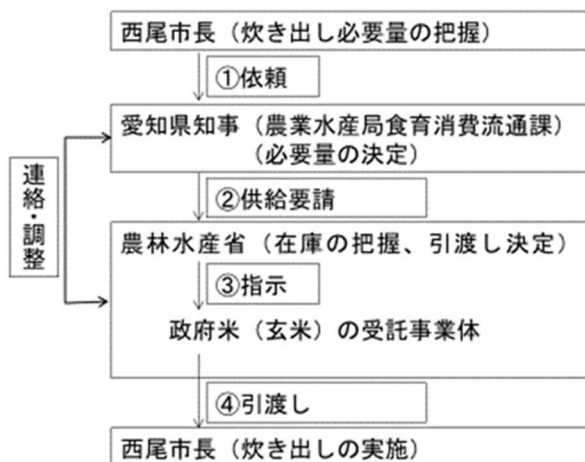 西尾市長（炊き出し必要量の把握）
①依頼
愛知県知事（農業水産局食育消費流通課）
（必要量の決定）
連絡・調整
②供給要請
農林水産省（在庫の把握、引渡し決定）
③指示
政府米（玄米）の受託事業体
④引渡し
西尾市長（炊き出しの実施）